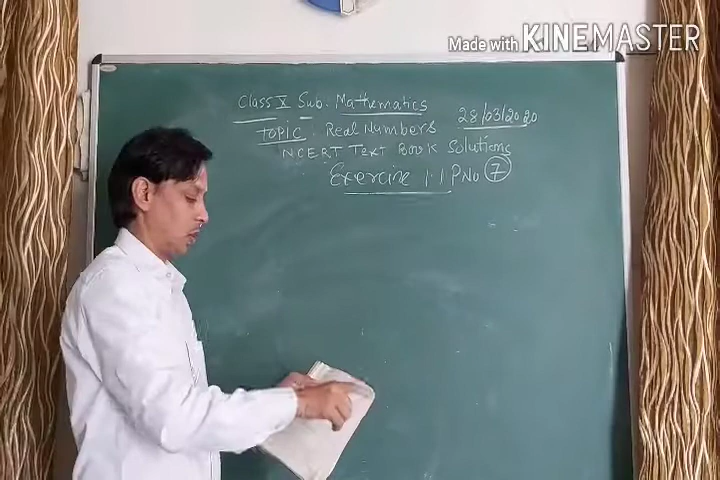 Made with KINEMASTER
Class X Sub. Mathematics
28/03/2020
Topic : Real Numbers
NCERT Text Book Solutions
Exercise 1.1 P.No 7